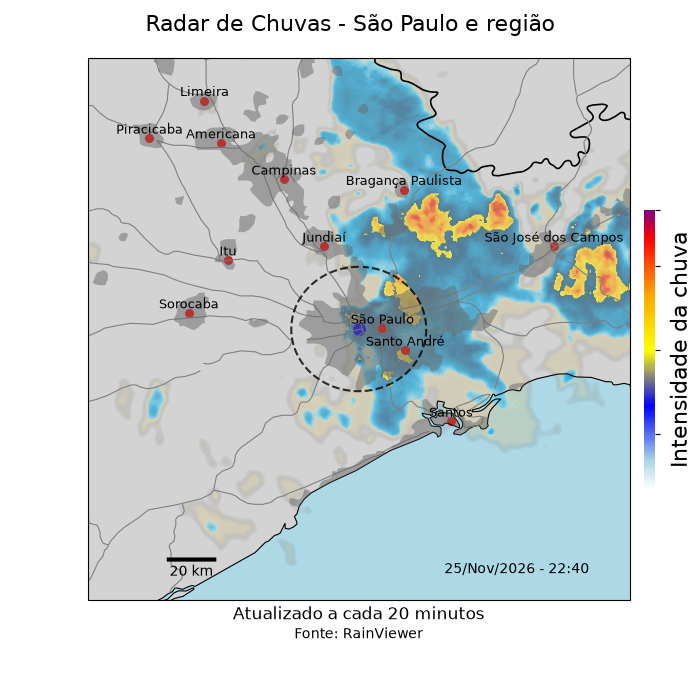 Radar de Chuvas - São Paulo e região
Limeira
Piracicaba
Americana
Campinas
Bragança Paulista
Jundiaí
São José dos Campos
Itu
Sorocaba
São Paulo
Santo André
Santos
Intensidade da chuva
20 km
25/Nov/2026 - 22:40
Atualizado a cada 20 minutos
Fonte: RainViewer